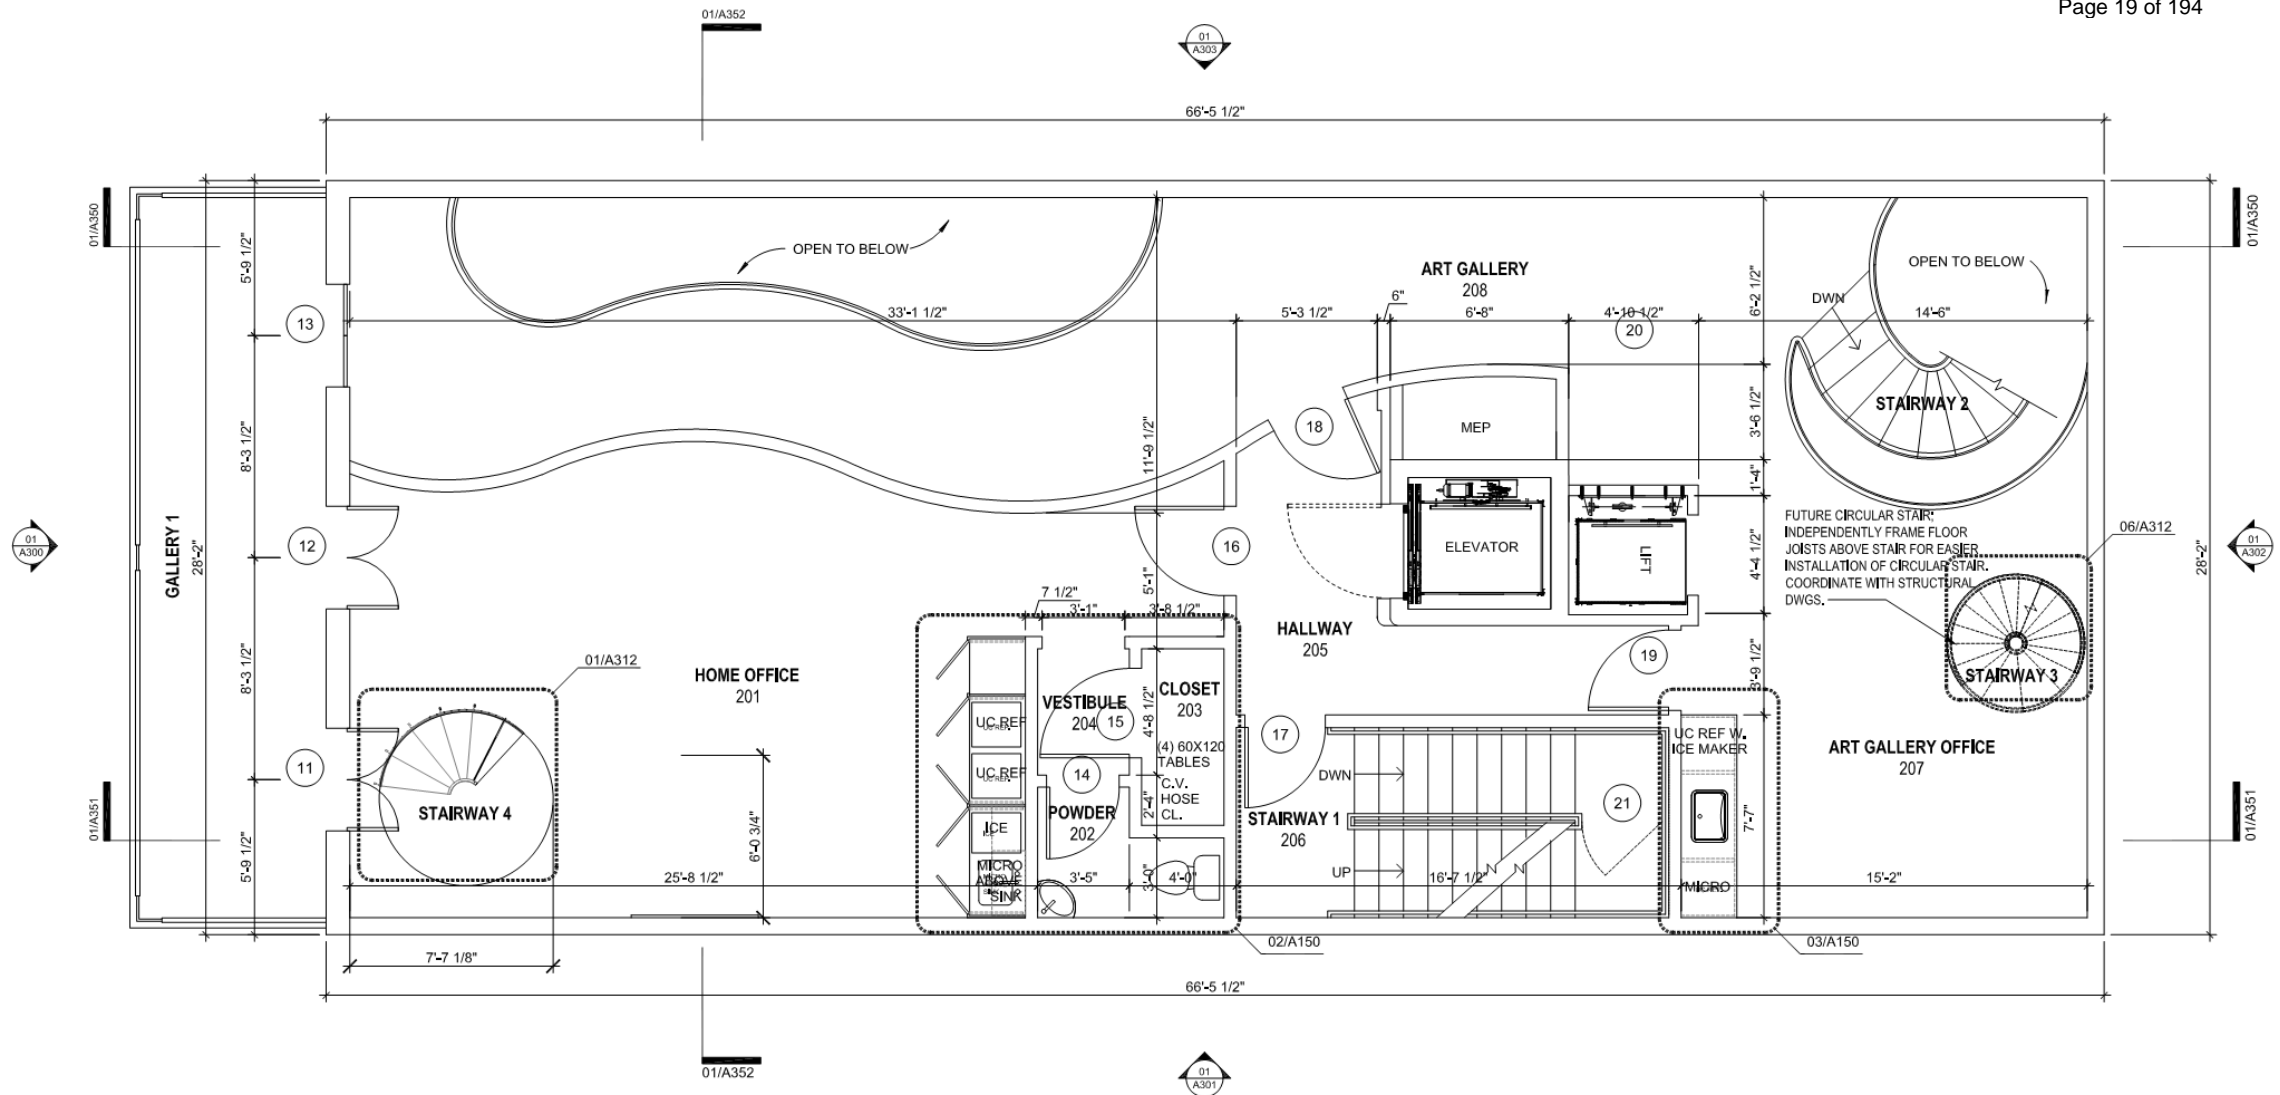 Page 19 of 194
01/A352
01
A303
66'-5 1/2"
01/A350
01/A350
5'-9 1/2"
OPEN TO BELOW
ART GALLERY
208
OPEN TO BELOW
6'-2 1/2"
DWN
6"
13
33'-1 1/2"
5'-3 1/2"
6'-8"
4'-10 1/2"
20
14'-6"
STAIRWAY 2
3'-6 1/2"
18
MEP
8'-3 1/2"
11'-9 1/2"
1'-4"
GALLERY 1
28'-2"
01
A300
12
16
ELEVATOR
LIFT
4'-4 1/2"
FUTURE CIRCULAR STAIR;
INDEPENDENTLY FRAME FLOOR
JOISTS ABOVE STAIR FOR EASIER
INSTALLATION OF CIRCULAR STAIR.
COORDINATE WITH STRUCTURAL
DWGS.
06/A312
01
A302
28'-2"
5'-1"
7 1/2"
3'-1"
3'-8 1/2"
HALLWAY
205
19
3'-9 1/2"
STAIRWAY 3
01/A312
8'-3 1/2"
HOME OFFICE
201
VESTIBULE
204
15
CLOSET
203
4'-8 1/2"
(4) 60X120
TABLES
C.V.
HOSE
CL.
UC REF
UC REF.
UC REF
UC REF.
17
UC REF W.
ICE MAKER
ART GALLERY OFFICE
207
11
14
DWN
21
STAIRWAY 4
POWDER
202
2'-4"
STAIRWAY 1
206
7'-7"
01/A351
01/A351
6'-0 3/4"
ICE
ICE
MICRO
ABOVE
SINK
5'-9 1/2"
25'-8 1/2"
3'-5"
3'-0"
4'-0"
UP
16'-7 1/2"
MICRO
15'-2"
02/A150
03/A150
7'-7 1/8"
66'-5 1/2"
01/A352
01
A301